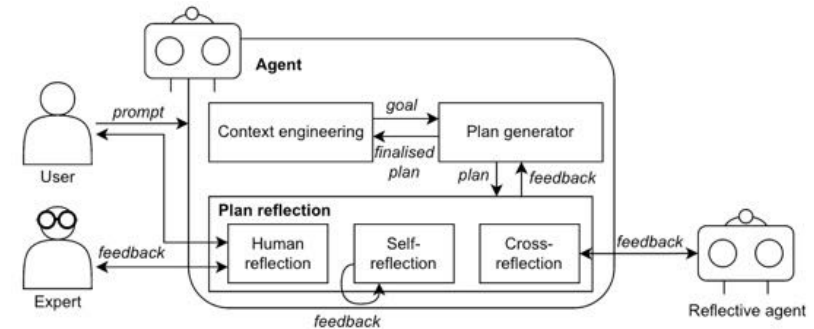 Agent
prompt
Context engineering
goal
finalised
plan
Plan generator
User
plan
feedback
Plan reflection
Human
reflection
Self-
reflection
Cross-
reflection
feedback
Expert
feedback
feedback
Reflective agent